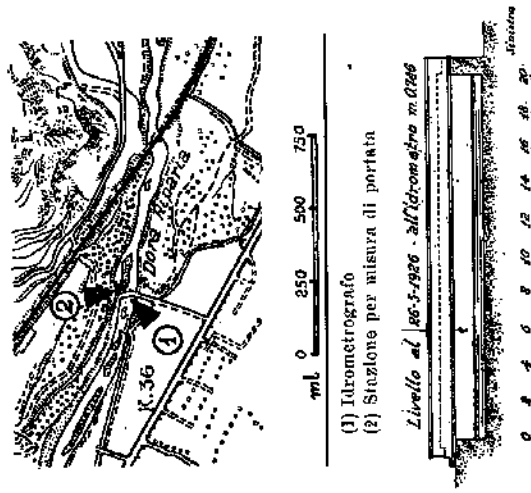 ②
①
Dora Riparia
K.36
ml. 0 250 500 750
(1) Idrometrografo
(2) Stazione per misura di portata
Livello al 26-5-1926 - all'idrometro m. 0.786
0 2 4 6 8 10 12 14 16 18 20
Sinistra